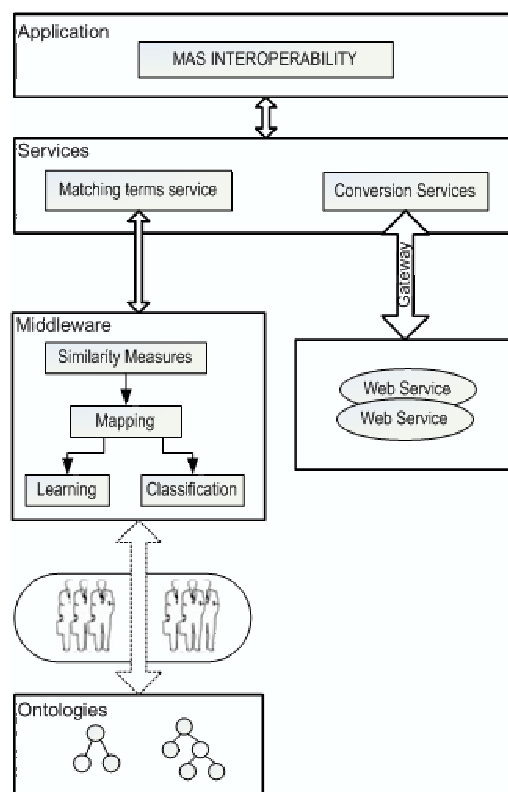 Application
MAS INTEROPERABILITY
Services
Matching terms service
Conversion Services
Gateway
Middleware
Similarity Measures
Mapping
Learning
Classification
Web Service
Web Service
Ontologies